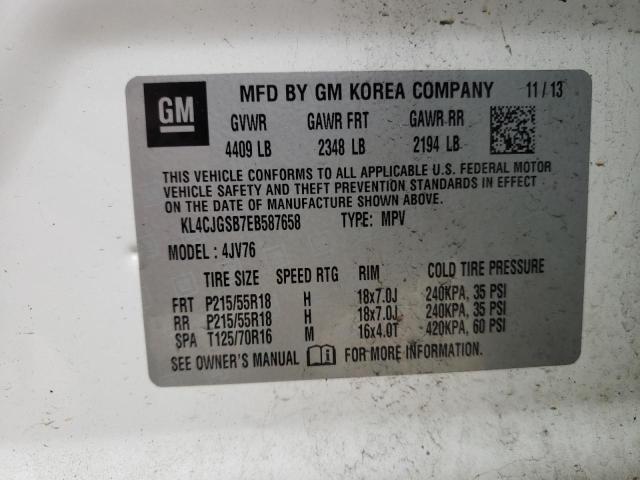 GM MFD BY GM KOREA COMPANY 11/13
GVWR GAWR FRT GAWR RR
4409 LB 2348 LB 2194 LB
THIS VEHICLE CONFORMS TO ALL APPLICABLE U.S. FEDERAL MOTOR
VEHICLE SAFETY AND THEFT PREVENTION STANDARDS IN EFFECT
ON THE DATE OF MANUFACTURE SHOWN ABOVE.
KL4CJGSB7EB587658 TYPE: MPV
MODEL: 4JV76
TIRE SIZE SPEED RTG RIM COLD TIRE PRESSURE
FRT P215/55R18 H 18x7.0J 240KPA, 35 PSI
RR P215/55R18 H 18x7.0J 240KPA, 35 PSI
SPA T125/70R16 M 16x4.0T 420KPA, 60 PSI
SEE OWNER'S MANUAL FOR MORE INFORMATION.